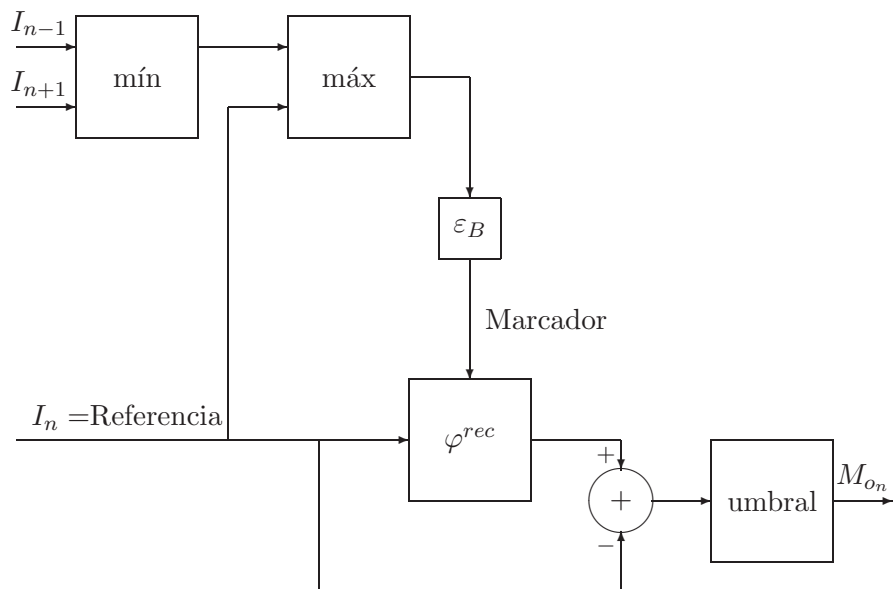 I_{n−1}
I_{n+1}
mín
máx
ε_B
Marcador
I_n =Referencia
φ^{rec}
+
+
−
umbral
M_{o_n}